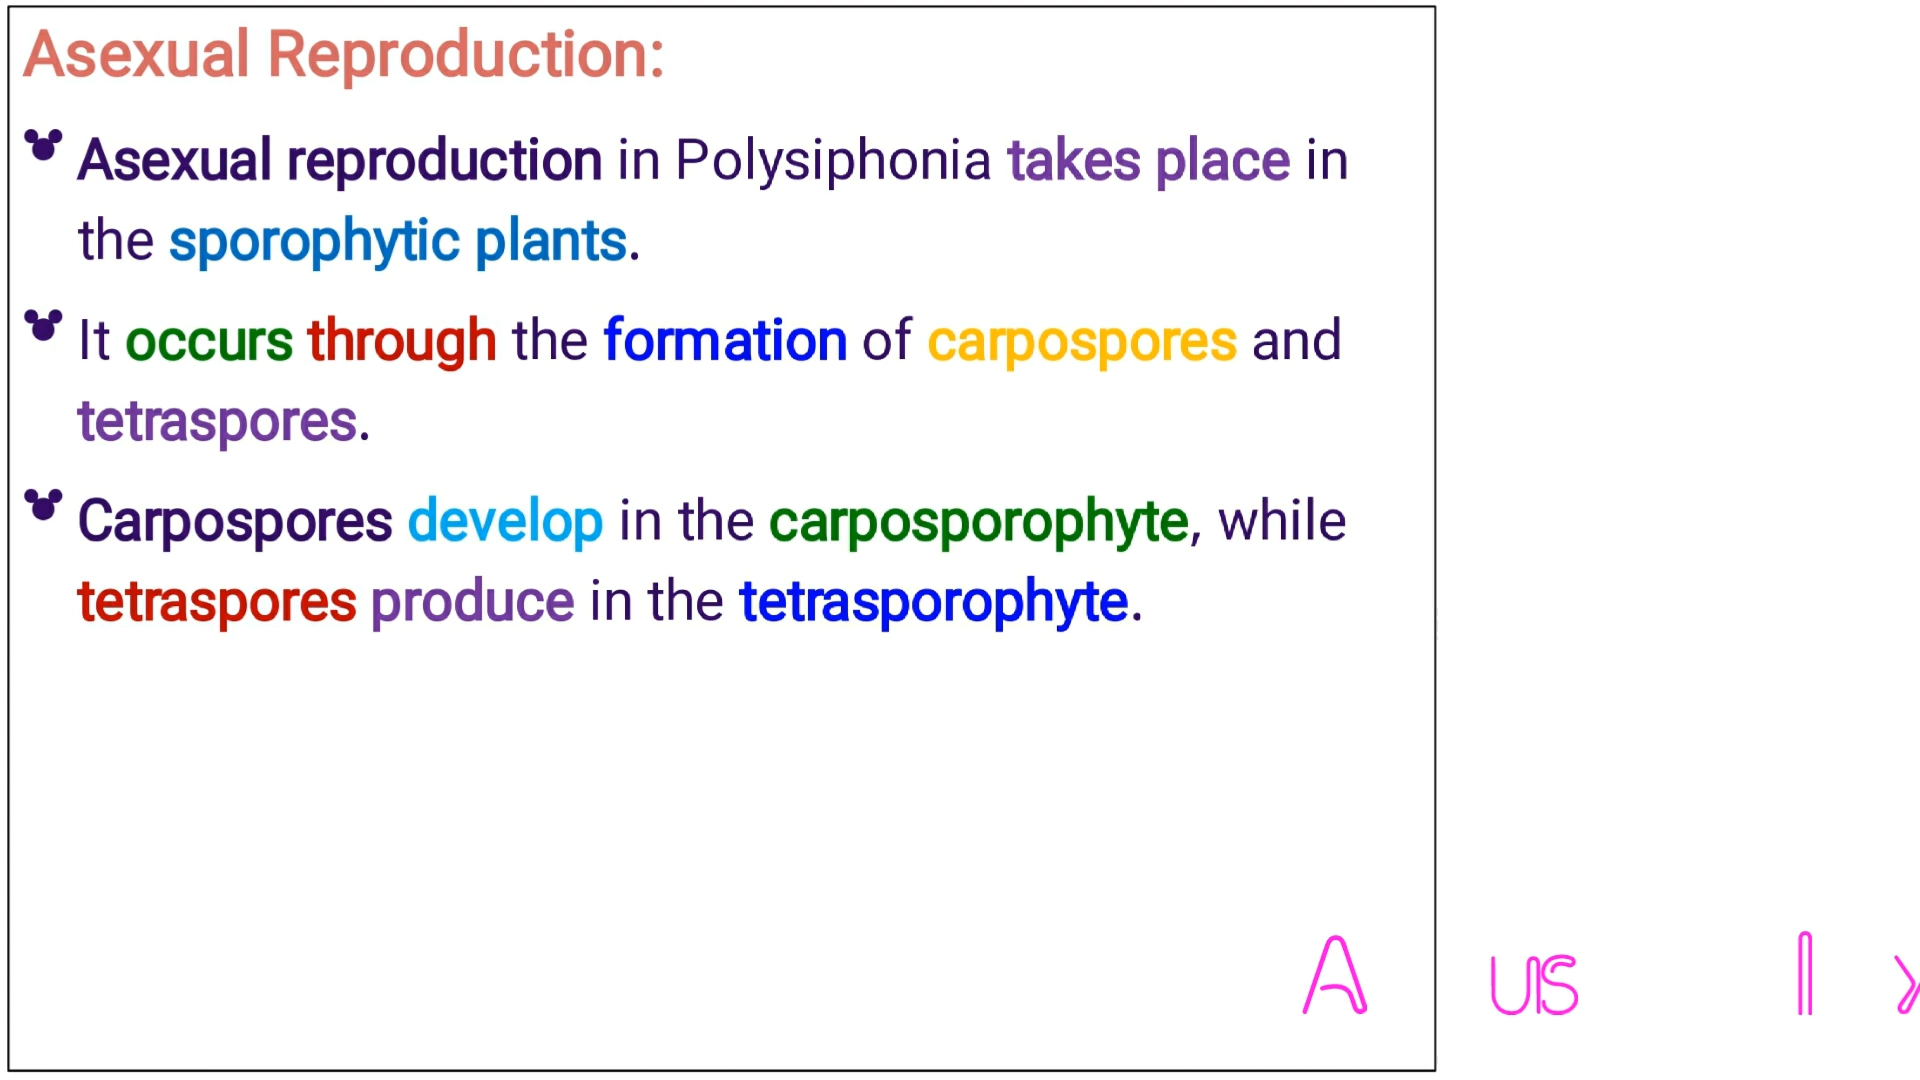 Asexual Reproduction:
Asexual reproduction in Polysiphonia takes place in
the sporophytic plants.
It occurs through the formation of carpospores and
tetraspores.
Carpospores develop in the carposporophyte, while
tetraspores produce in the tetrasporophyte.